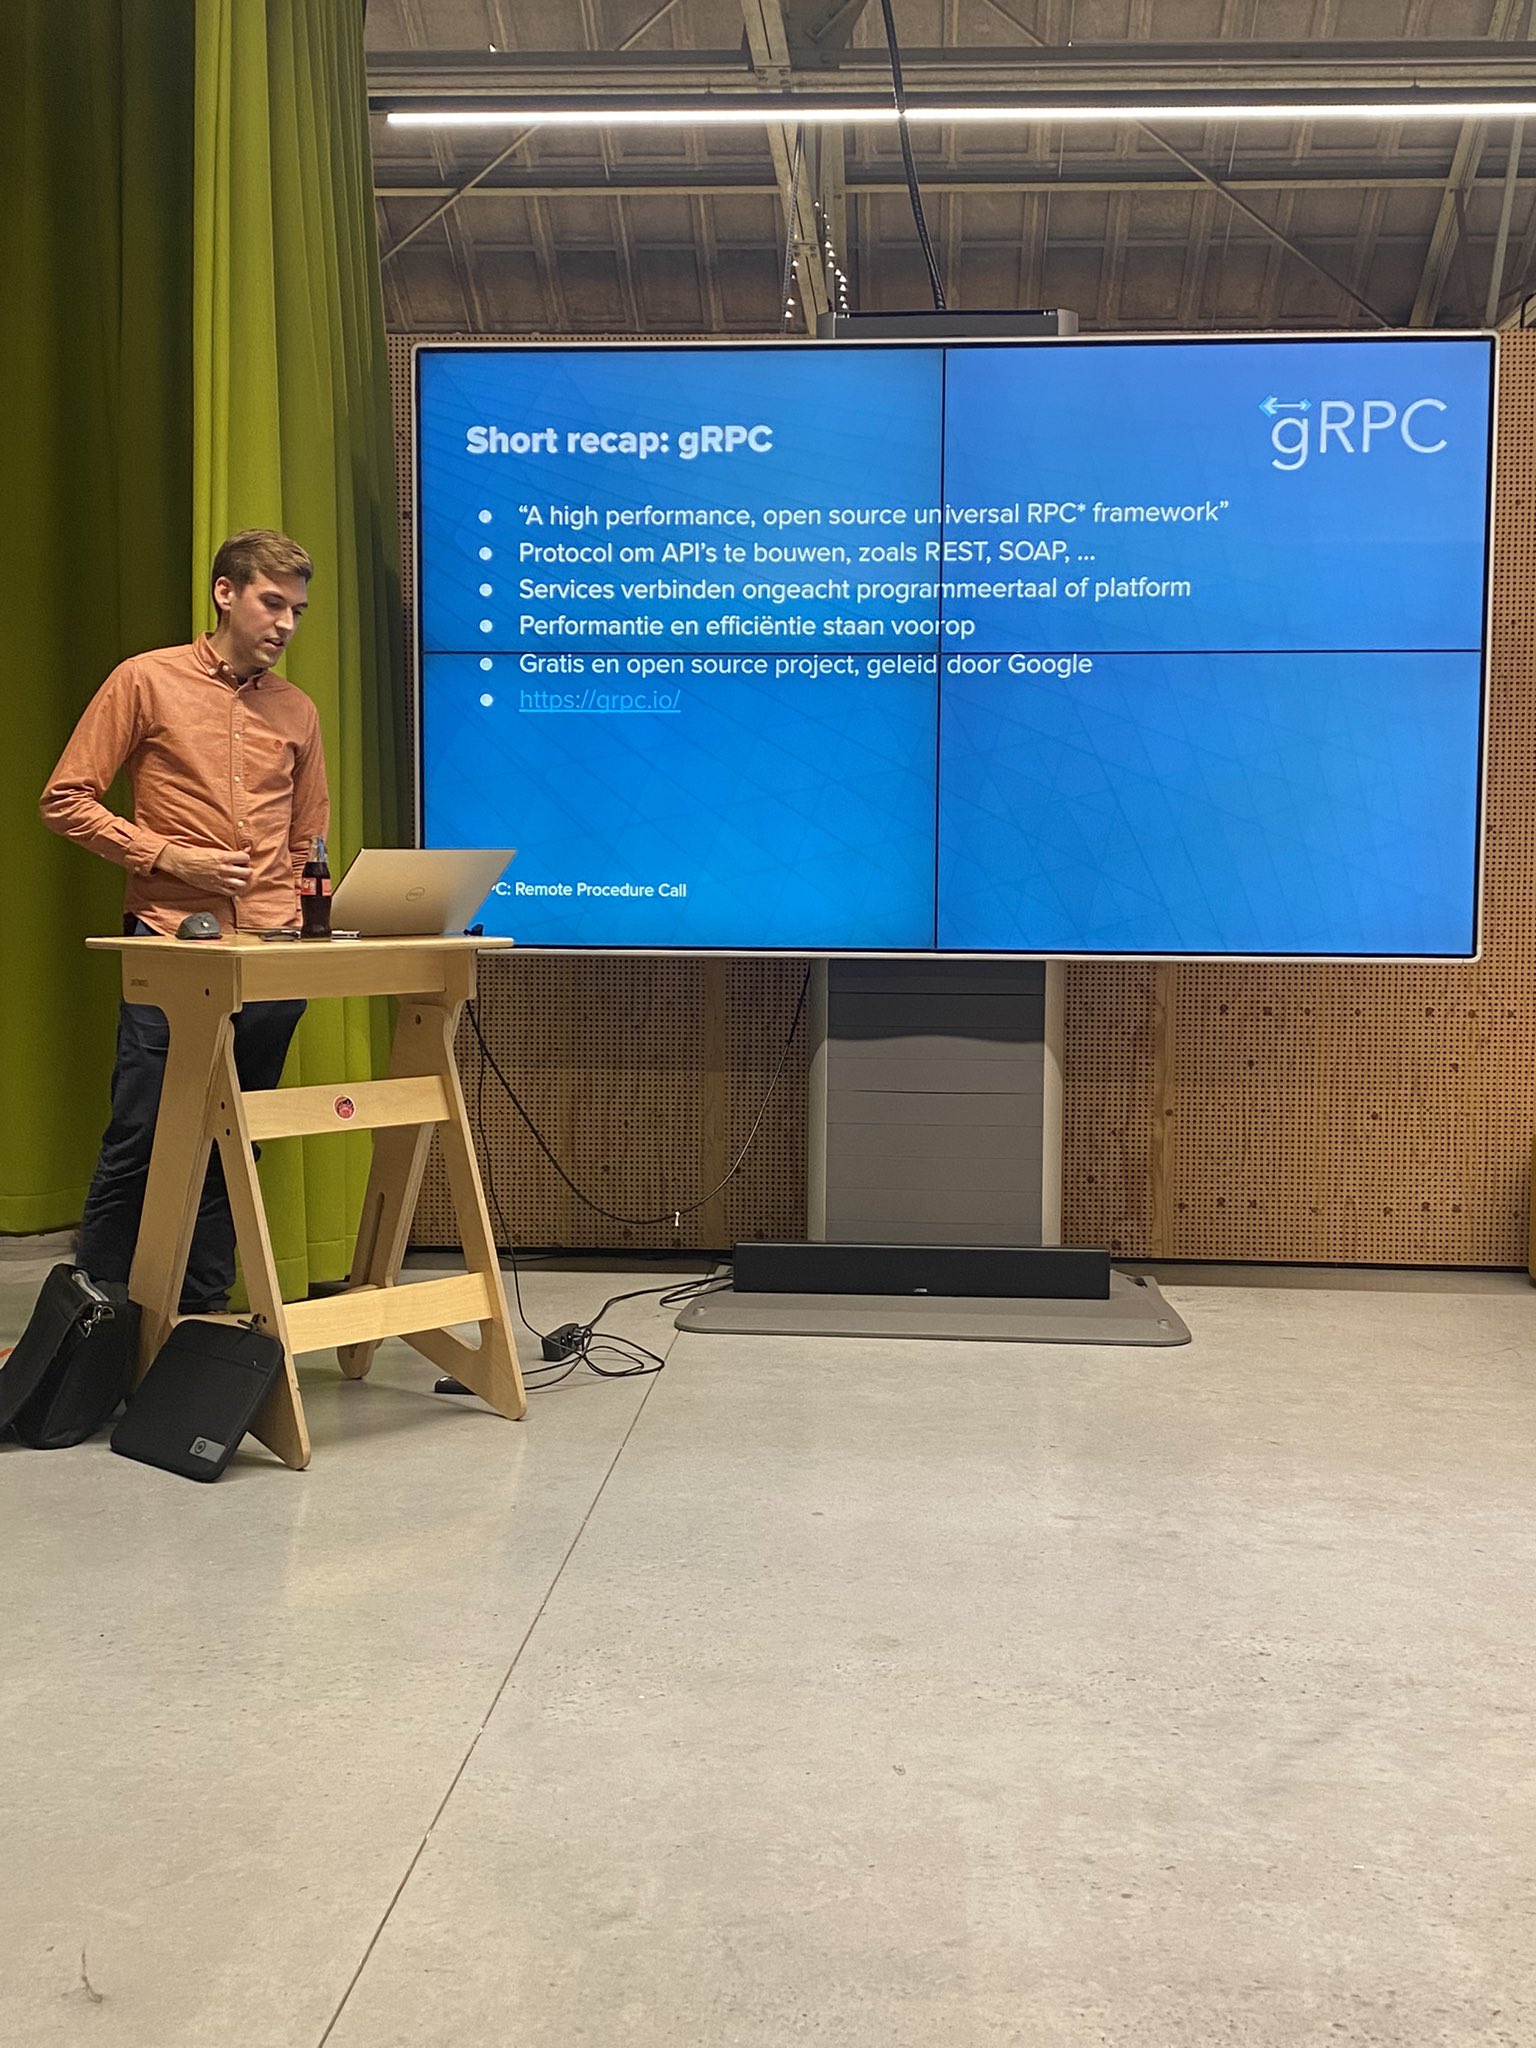 gRPC
Short recap: gRPC
“A high performance, open source universal RPC* framework”
Protocol om API's te bouwen, zoals REST, SOAP, ...
Services verbinden ongeacht programmeertaal of platform
Performantie en efficiëntie staan voorop
Gratis en open source project, geleid door Google
https://grpc.io/
PC: Remote Procedure Call
DELL